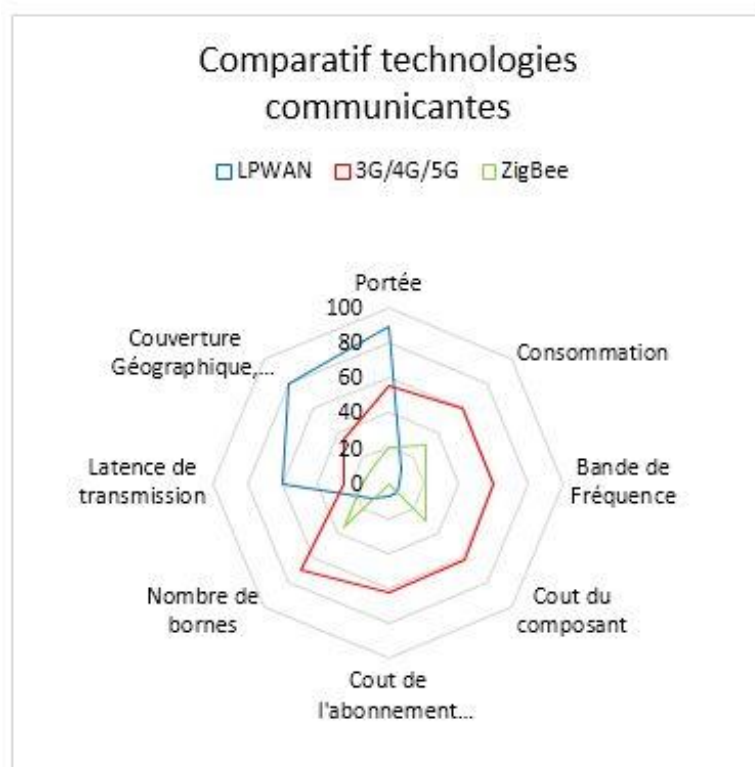 Comparatif technologies
communicantes
LPWAN 3G/4G/5G ZigBee
Portée
100
80
60
40
20
0
Consommation
Bande de
Fréquence
Cout du
composant
Cout de
l'abonnement...
Nombre de
bornes
Latence de
transmission
Couverture
Géographique,...